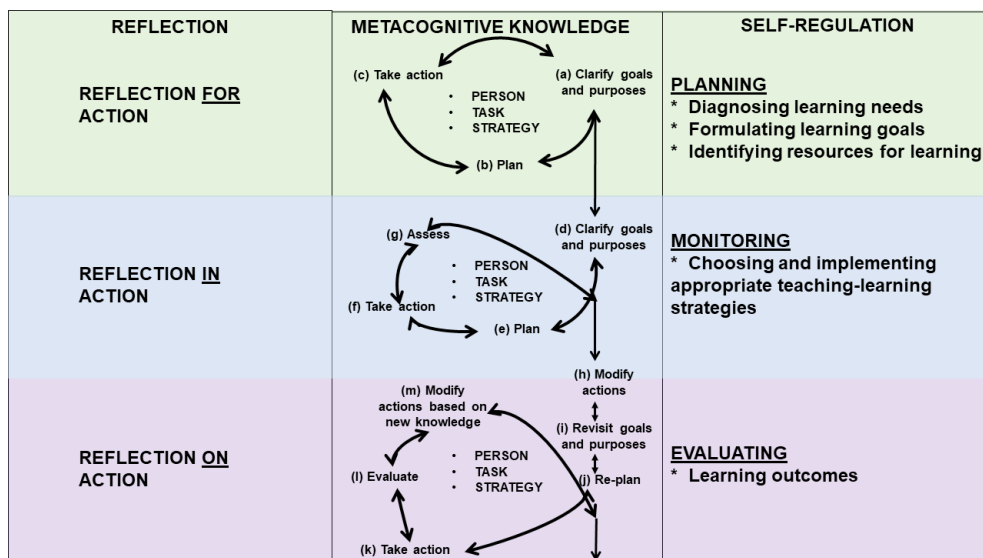 REFLECTION
METACOGNITIVE KNOWLEDGE
SELF-REGULATION
REFLECTION FOR
ACTION
(c) Take action
(a) Clarify goals
and purposes
• PERSON
• TASK
• STRATEGY
(b) Plan
PLANNING
* Diagnosing learning needs
* Formulating learning goals
* Identifying resources for learning
REFLECTION IN
ACTION
(g) Assess
(d) Clarify goals
and purposes
• PERSON
• TASK
• STRATEGY
(f) Take action
(e) Plan
MONITORING
* Choosing and implementing
appropriate teaching-learning
strategies
(h) Modify
actions
REFLECTION ON
ACTION
(m) Modify
actions based on
new knowledge
(i) Revisit goals
and purposes
• PERSON
• TASK
• STRATEGY
(l) Evaluate
(j) Re-plan
(k) Take action
EVALUATING
* Learning outcomes